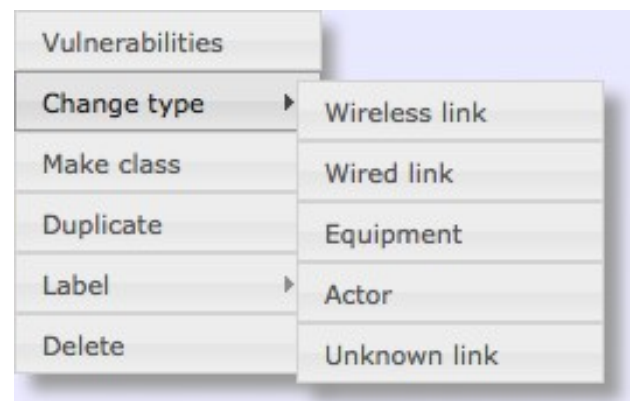 Vulnerabilities
Change type
Make class
Duplicate
Label
Delete
Wireless link
Wired link
Equipment
Actor
Unknown link